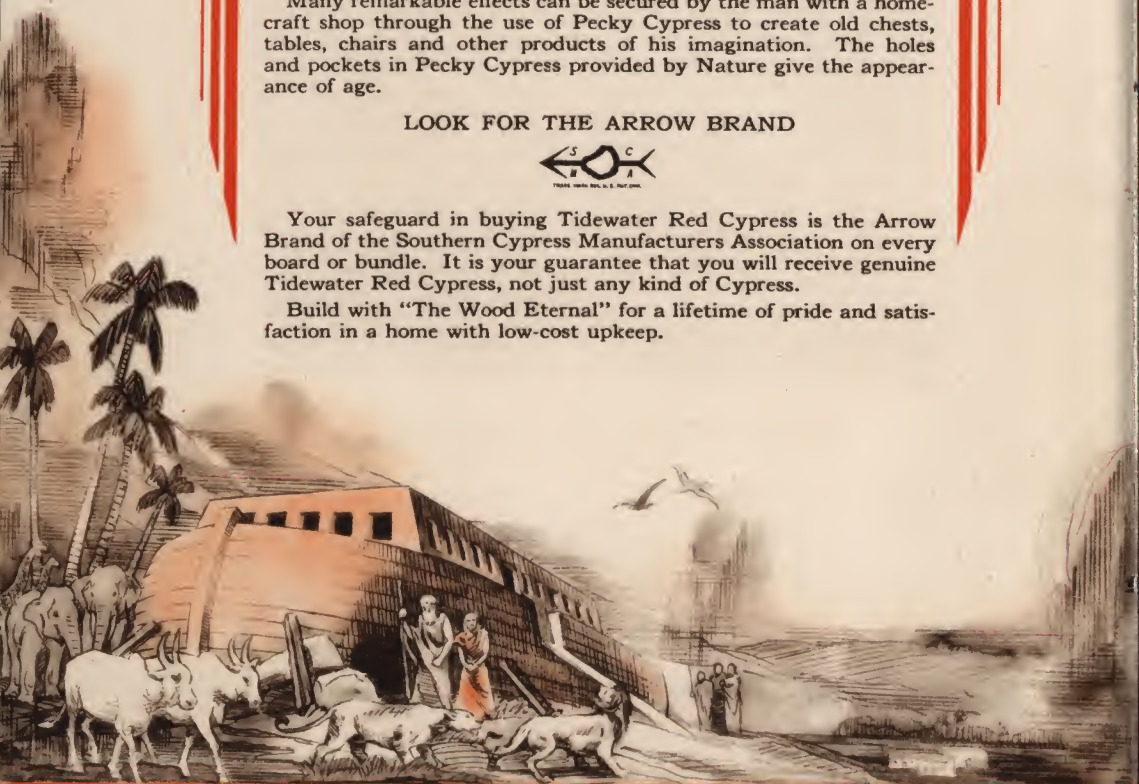 Many remarkable effects can be secured by the man with a home-
craft shop through the use of Pecky Cypress to create old chests,
tables, chairs and other products of his imagination. The holes
and pockets in Pecky Cypress provided by Nature give the appear-
ance of age.
LOOK FOR THE ARROW BRAND
S C
M A
TRADE MARK REG. U. S. PAT. OFF.
Your safeguard in buying Tidewater Red Cypress is the Arrow
Brand of the Southern Cypress Manufacturers Association on every
board or bundle. It is your guarantee that you will receive genuine
Tidewater Red Cypress, not just any kind of Cypress.
Build with “The Wood Eternal” for a lifetime of pride and satis-
faction in a home with low-cost upkeep.